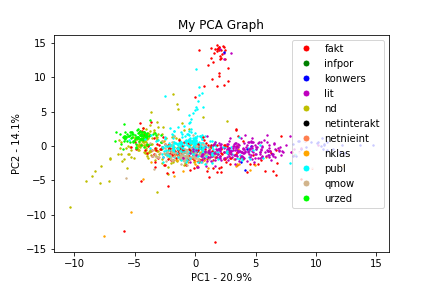 My PCA Graph
PC2 - 14.1%
15
10
5
0
−5
−10
−15
fakt
infpor
konwers
lit
nd
netinterakt
netnieint
nklas
publ
qmow
urzed
−10
−5
0
5
10
15
PC1 - 20.9%